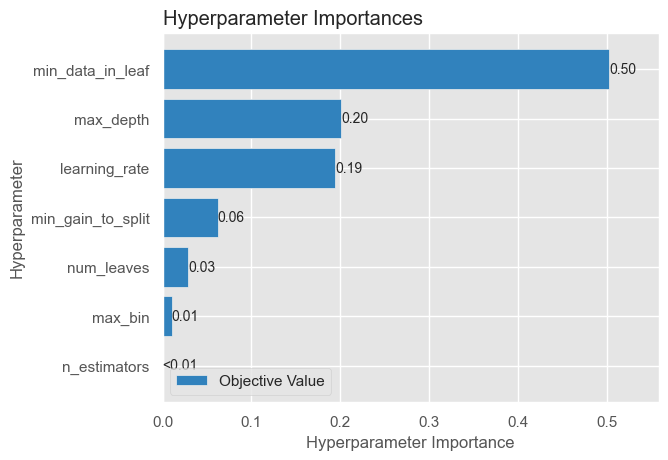 Hyperparameter Importances
Hyperparameter
min_data_in_leaf 0.50
max_depth 0.20
learning_rate 0.19
min_gain_to_split 0.06
num_leaves 0.03
max_bin 0.01
n_estimators <0.01
Objective Value
0.0 0.1 0.2 0.3 0.4 0.5
Hyperparameter Importance